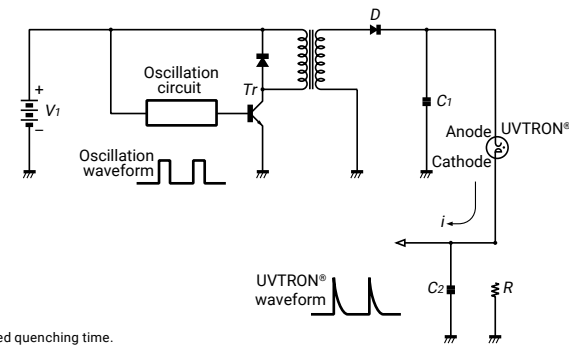 D
Oscillation
circuit
Tr
+
V1
−
C1
Anode UVTRON®
Cathode
Oscillation
waveform
i
UVTRON®
waveform
C2
R
ed quenching time.